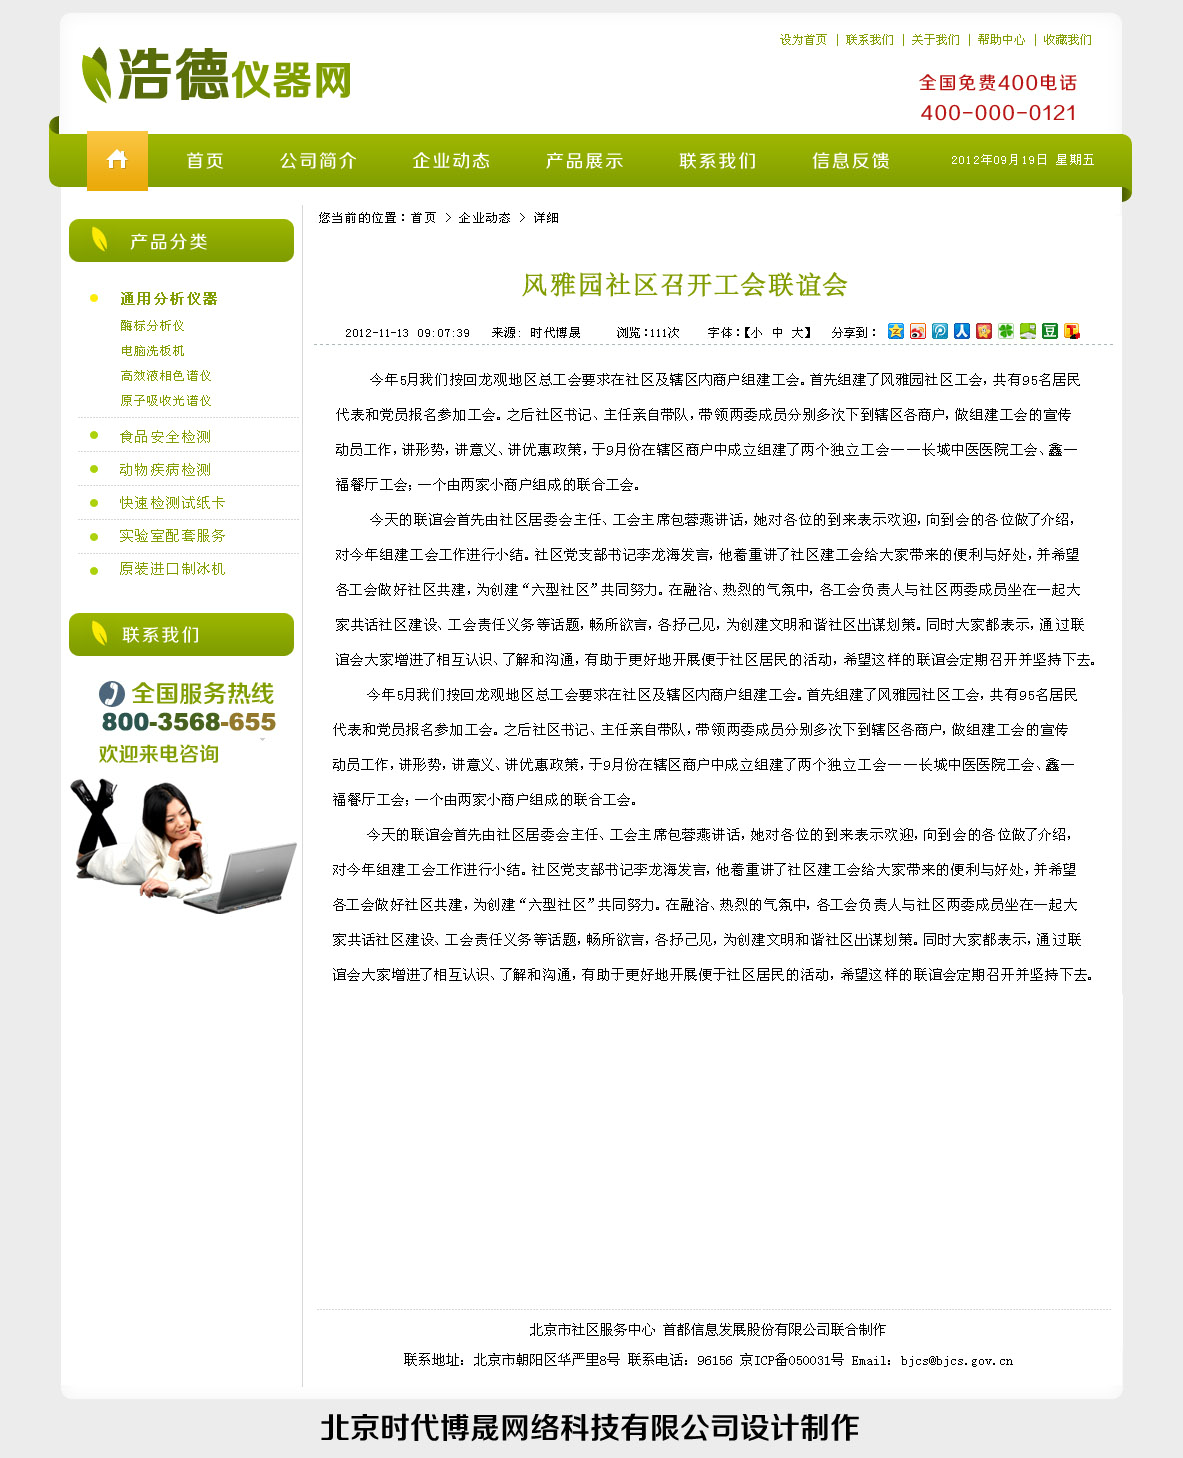 设为首页 | 联系我们 | 关于我们 | 帮助中心 | 收藏我们
浩德仪器网
全国免费400电话
400-000-0121
首页 公司简介 企业动态 产品展示 联系我们 信息反馈 2012年09月19日 星期五
产品分类
通用分析仪器
酶标分析仪
电脑洗板机
高效液相色谱仪
原子吸收光谱仪
食品安全检测
动物疾病检测
快速检测试纸卡
实验室配套服务
原装进口制冰机
联系我们
全国服务热线
800-3568-655
欢迎来电咨询
您当前的位置：首页 > 企业动态 > 详细
风雅园社区召开工会联谊会
2012-11-13 09:07:39 来源: 时代博晟 浏览:111次 字体:【小 中 大】 分享到：
今年5月我们按回龙观地区总工会要求在社区及辖区内商户组建工会。首先组建了风雅园社区工会，共有95名居民
代表和党员报名参加工会。之后社区书记、主任亲自带队，带领两委成员分别多次下到辖区各商户，做组建工会的宣传
动员工作，讲形势，讲意义、讲优惠政策，于9月份在辖区商户中成立组建了两个独立工会一一长城中医医院工会、鑫一
福餐厅工会；一个由两家小商户组成的联合工会。
今天的联谊会首先由社区居委会主任、工会主席包蓉燕讲话，她对各位的到来表示欢迎，向到会的各位做了介绍，
对今年组建工会工作进行小结。社区党支部书记李龙海发言，他着重讲了社区建工会给大家带来的便利与好处，并希望
各工会做好社区共建，为创建“六型社区”共同努力。在融洽、热烈的气氛中，各工会负责人与社区两委成员坐在一起大
家共话社区建设、工会责任义务等话题，畅所欲言，各抒己见，为创建文明和谐社区出谋划策。同时大家都表示，通过联
谊会大家增进了相互认识、了解和沟通，有助于更好地开展便于社区居民的活动，希望这样的联谊会定期召开并坚持下去。
今年5月我们按回龙观地区总工会要求在社区及辖区内商户组建工会。首先组建了风雅园社区工会，共有95名居民
代表和党员报名参加工会。之后社区书记、主任亲自带队，带领两委成员分别多次下到辖区各商户，做组建工会的宣传
动员工作，讲形势，讲意义、讲优惠政策，于9月份在辖区商户中成立组建了两个独立工会一一长城中医医院工会、鑫一
福餐厅工会；一个由两家小商户组成的联合工会。
今天的联谊会首先由社区居委会主任、工会主席包蓉燕讲话，她对各位的到来表示欢迎，向到会的各位做了介绍，
对今年组建工会工作进行小结。社区党支部书记李龙海发言，他着重讲了社区建工会给大家带来的便利与好处，并希望
各工会做好社区共建，为创建“六型社区”共同努力。在融洽、热烈的气氛中，各工会负责人与社区两委成员坐在一起大
家共话社区建设、工会责任义务等话题，畅所欲言，各抒己见，为创建文明和谐社区出谋划策。同时大家都表示，通过联
谊会大家增进了相互认识、了解和沟通，有助于更好地开展便于社区居民的活动，希望这样的联谊会定期召开并坚持下去。
北京市社区服务中心 首都信息发展股份有限公司联合制作
联系地址：北京市朝阳区华严里8号 联系电话：96156 京ICP备050031号 Email：bjcs@bjcs.gov.cn
北京时代博晟网络科技有限公司设计制作